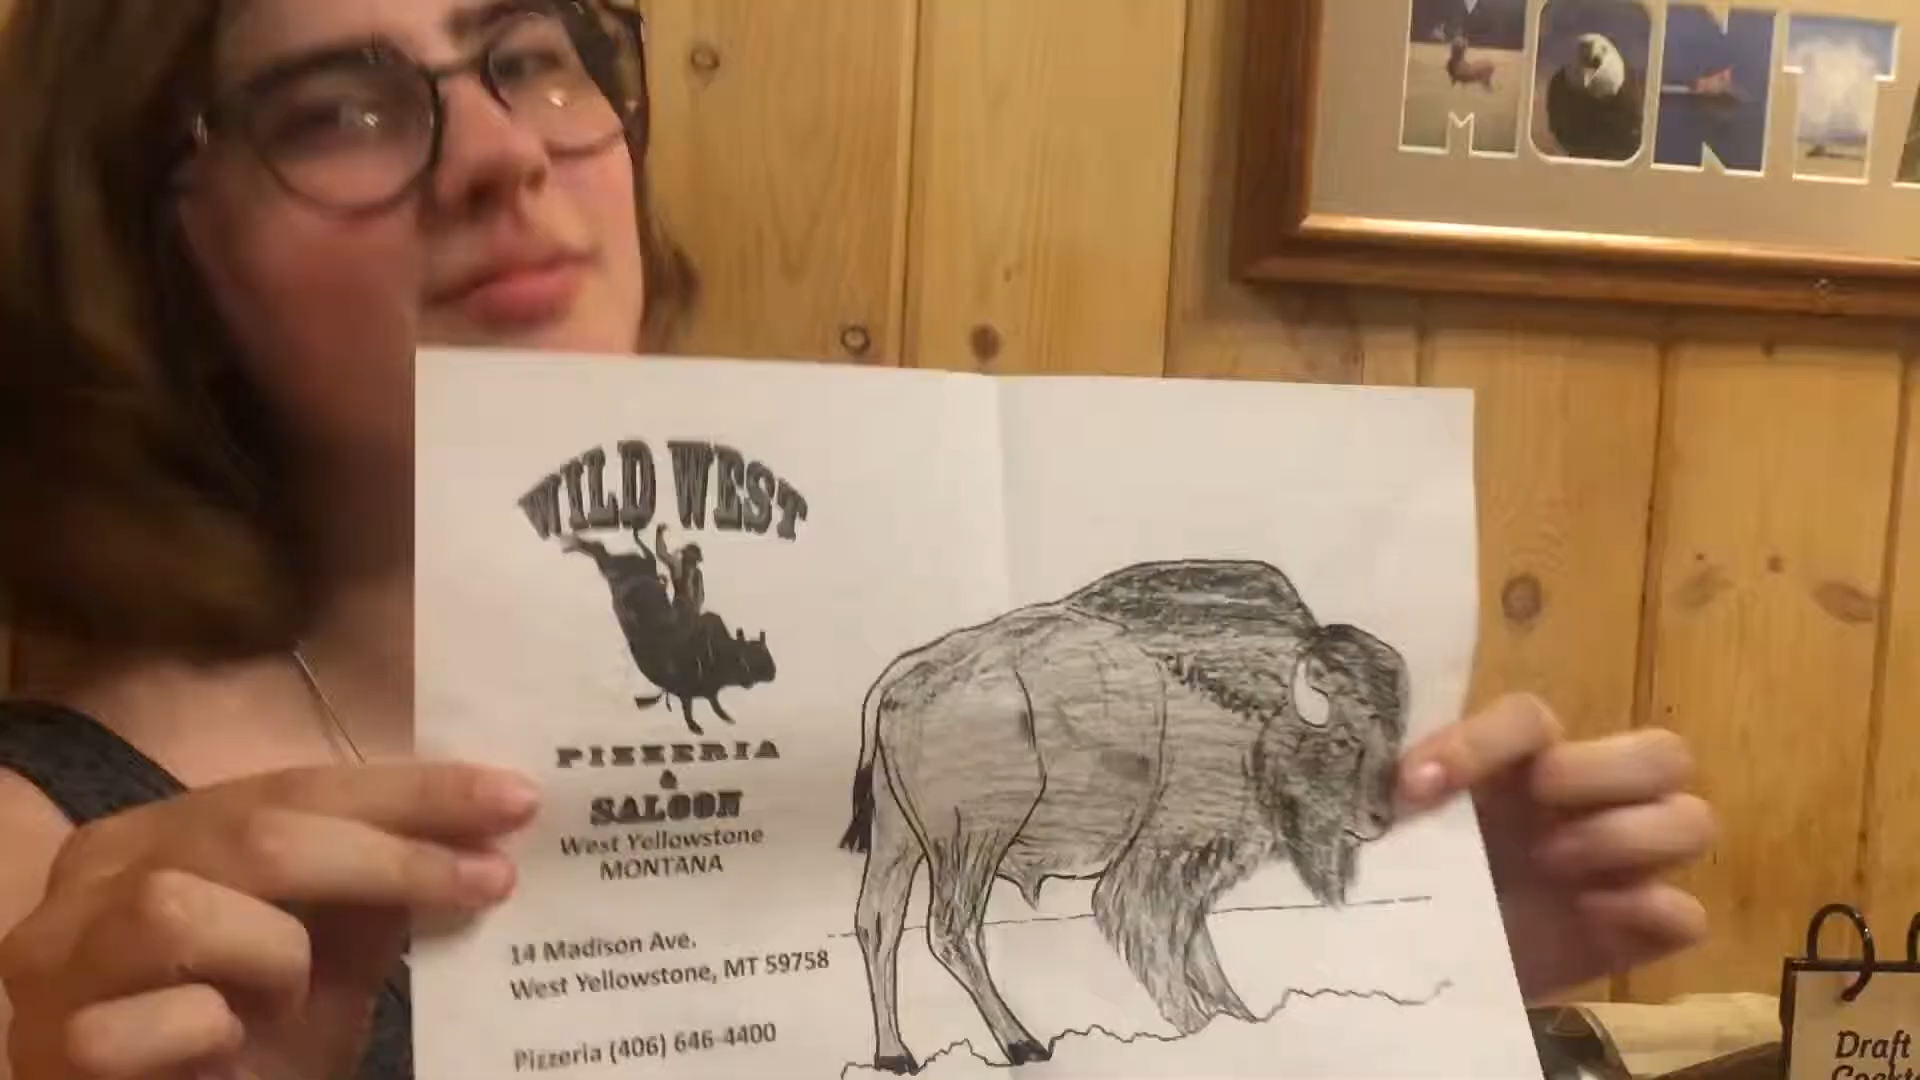 MONT
M
WILD WEST
PIZZERIA
&
SALOON
West Yellowstone
MONTANA
14 Madison Ave.
West Yellowstone, MT 59758
Pizzeria (406) 646-4400
Draft